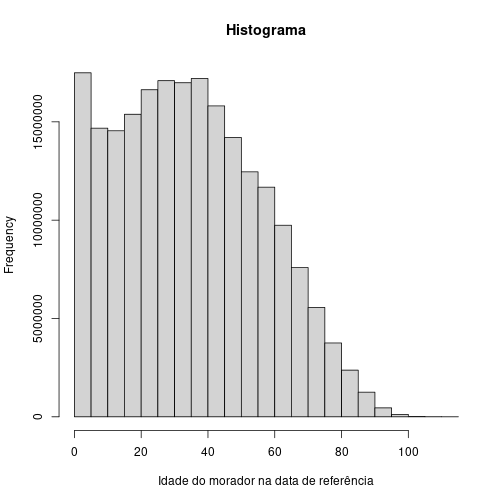 Histograma
Frequency
15000000
10000000
5000000
0
0 20 40 60 80 100
Idade do morador na data de referência